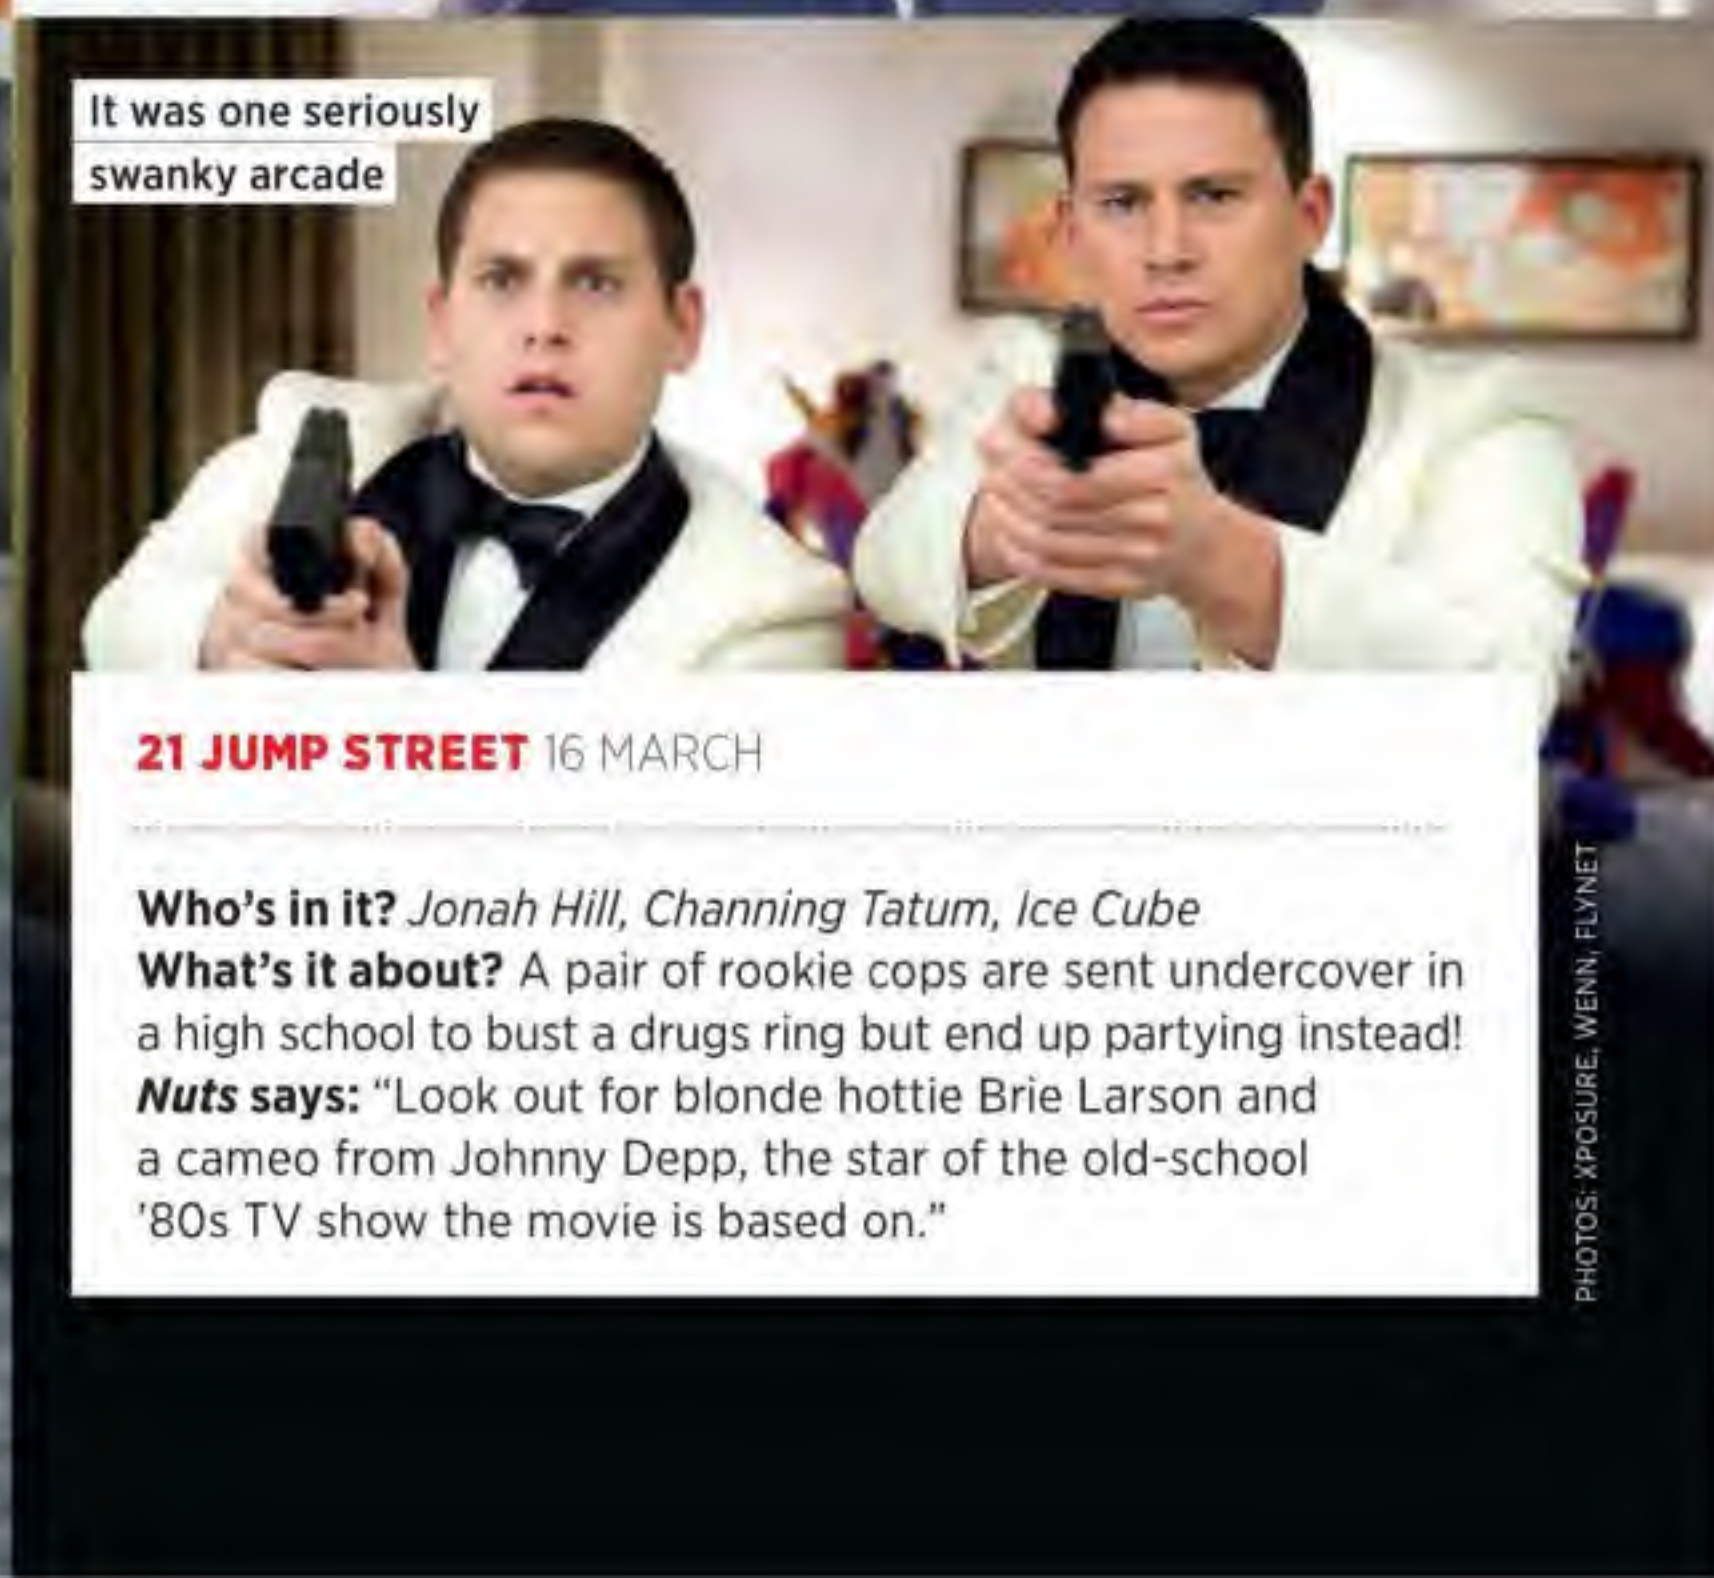 It was one seriously
swanky arcade
21 JUMP STREET 16 MARCH
Who's in it? Jonah Hill, Channing Tatum, Ice Cube
What's it about? A pair of rookie cops are sent undercover in
a high school to bust a drugs ring but end up partying instead!
Nuts says: “Look out for blonde hottie Brie Larson and
a cameo from Johnny Depp, the star of the old-school
'80s TV show the movie is based on.”
PHOTOS: XPOSURE, WENN, FLYNET